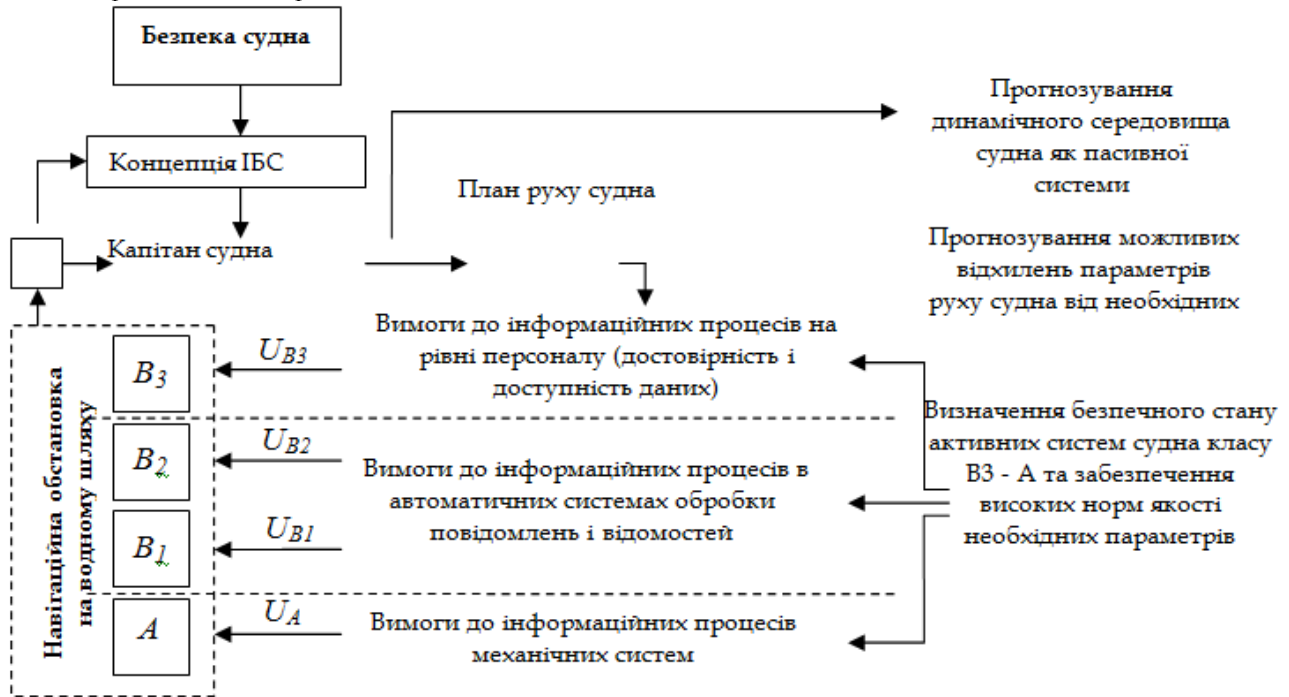 Безпека судна
Концепція ІБС
Капітан судна
План руху судна
Прогнозування
динамічного середовища
судна як пасивної
системи
Прогнозування можливих
відхилень параметрів
руху судна від необхідних
Навігаційна обстановка
на водному шляху
B3
UB3
Вимоги до інформаційних процесів на
рівні персоналу (достовірність і
доступність даних)
B2
UB2
Вимоги до інформаційних процесів в
автоматичних системах обробки
повідомлень і відомостей
B1
UB1
A
UA
Вимоги до інформаційних процесів
механічних систем
Визначення безпечного стану
активних систем судна класу
В3 - А та забезпечення
високих норм якості
необхідних параметрів